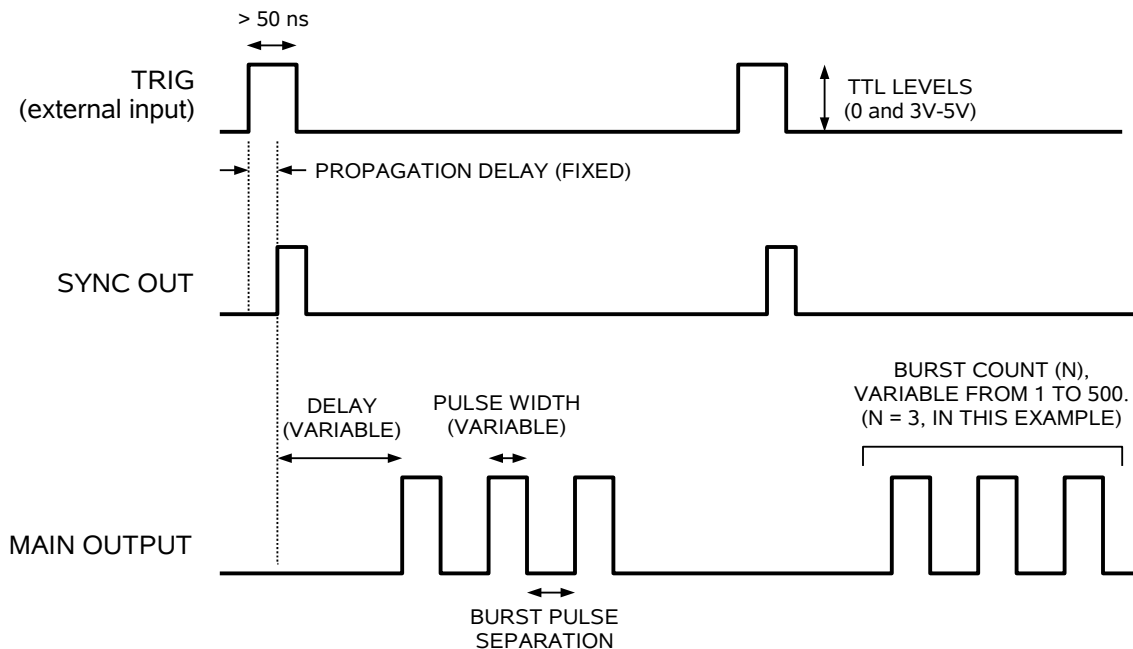 > 50 ns
TRIG
(external input)
TTL LEVELS
(0 and 3V-5V)
PROPAGATION DELAY (FIXED)
SYNC OUT
BURST COUNT (N),
VARIABLE FROM 1 TO 500.
(N = 3, IN THIS EXAMPLE)
DELAY
(VARIABLE)
PULSE WIDTH
(VARIABLE)
MAIN OUTPUT
BURST PULSE
SEPARATION